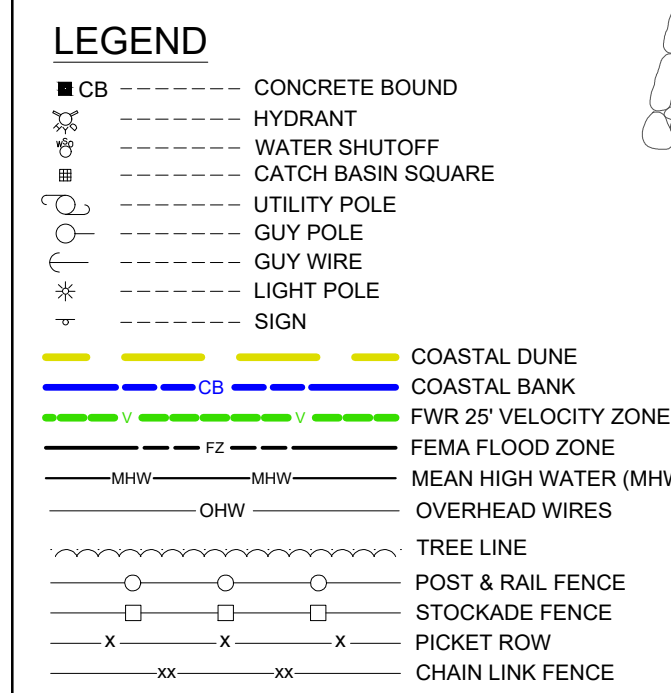 LEGEND
CB CONCRETE BOUND
HYDRANT
WSO WATER SHUTOFF
CATCH BASIN SQUARE
UTILITY POLE
GUY POLE
GUY WIRE
LIGHT POLE
SIGN
COASTAL DUNE
CB COASTAL BANK
V V FWR 25' VELOCITY ZONE
FZ FEMA FLOOD ZONE
MHW MHW MEAN HIGH WATER (MHW
OHW OVERHEAD WIRES
TREE LINE
POST & RAIL FENCE
STOCKADE FENCE
X X X PICKET ROW
XX XX CHAIN LINK FENCE